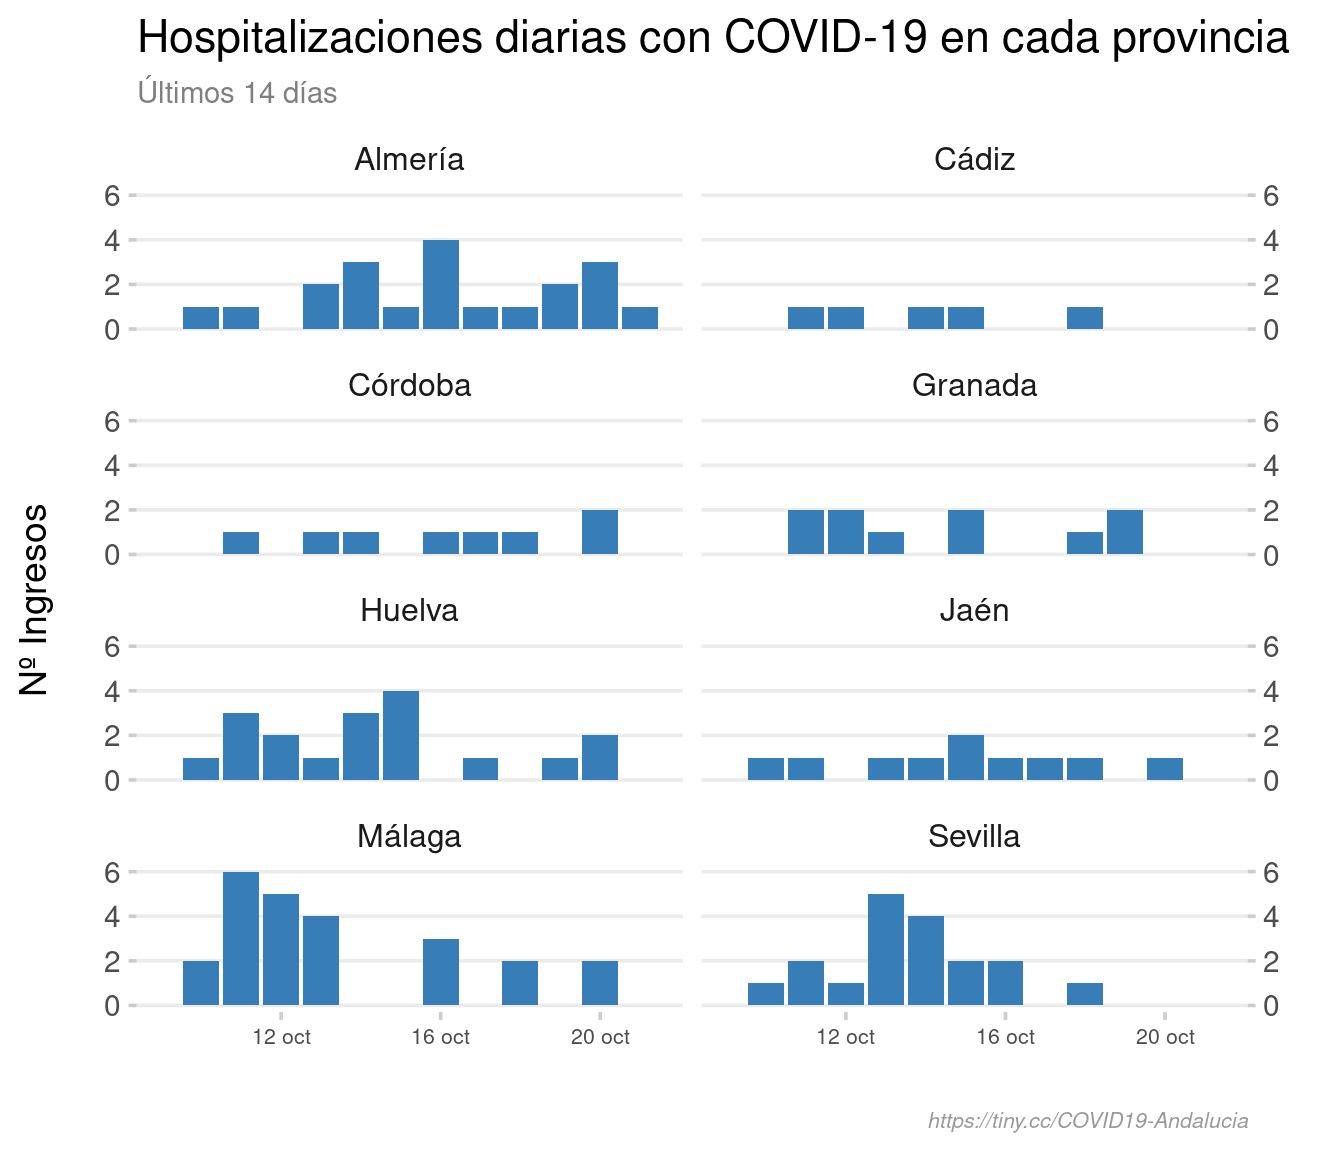 Hospitalizaciones diarias con COVID-19 en cada provincia
Últimos 14 días
Almería
Cádiz
6
4
2
0
6
4
2
0
Córdoba
Granada
6
4
2
0
6
4
2
0
Nº Ingresos
Huelva
Jaén
6
4
2
0
6
4
2
0
Málaga
Sevilla
6
4
2
0
6
4
2
0
12 oct 16 oct 20 oct
12 oct 16 oct 20 oct
https://tiny.cc/COVID19-Andalucia